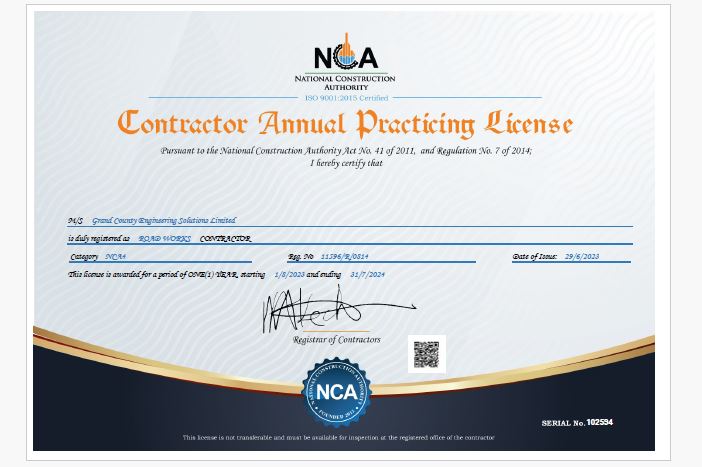 NCA
NATIONAL CONSTRUCTION
AUTHORITY
ISO 9001:2015 Certified
Contractor Annual Practicing License
Pursuant to the National Construction Authority Act No. 41 of 2011, and Regulation No. 7 of 2014;
I hereby certify that
M/S Grand County Engineering Solutions Limited
is duly registered as ROAD WORKS CONTRACTOR
Category NCA4 Reg. No 11596/R/0814 Date of Issue: 29/6/2023
This license is awarded for a period of ONE(1) YEAR, starting 1/8/2023 and ending 31/7/2024
Registrar of Contractors
NATIONAL CONSTRUCTION AUTHORITY
NCA
FOUNDED 2012
SERIAL No. 102534
This license is not transferable and must be available for inspection at the registered office of the contractor